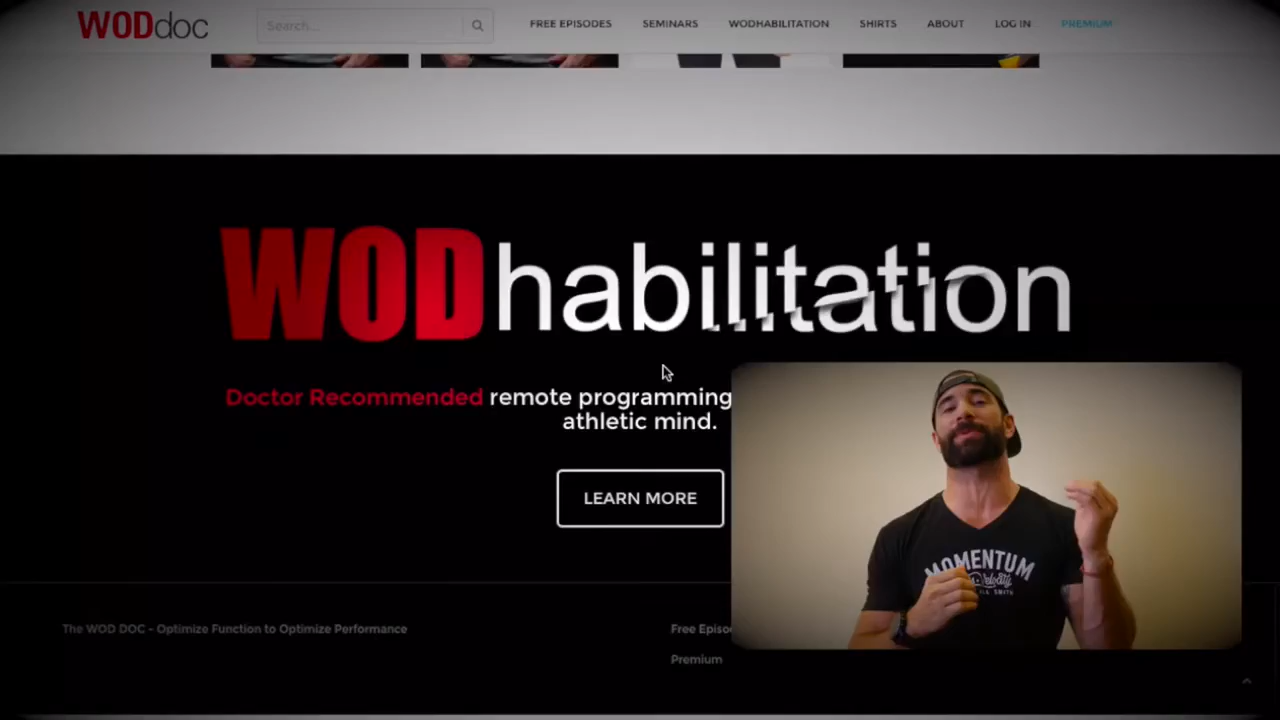 WODdoc
Search...
FREE EPISODES
SEMINARS
WODHABILITATION
SHIRTS
ABOUT
LOG IN
PREMIUM
WODhabilitation
Doctor Recommended remote programming
athletic mind.
LEARN MORE
MOMENTUM
SMITH
The WOD DOC - Optimize Function to Optimize Performance
Free Episo
Premium